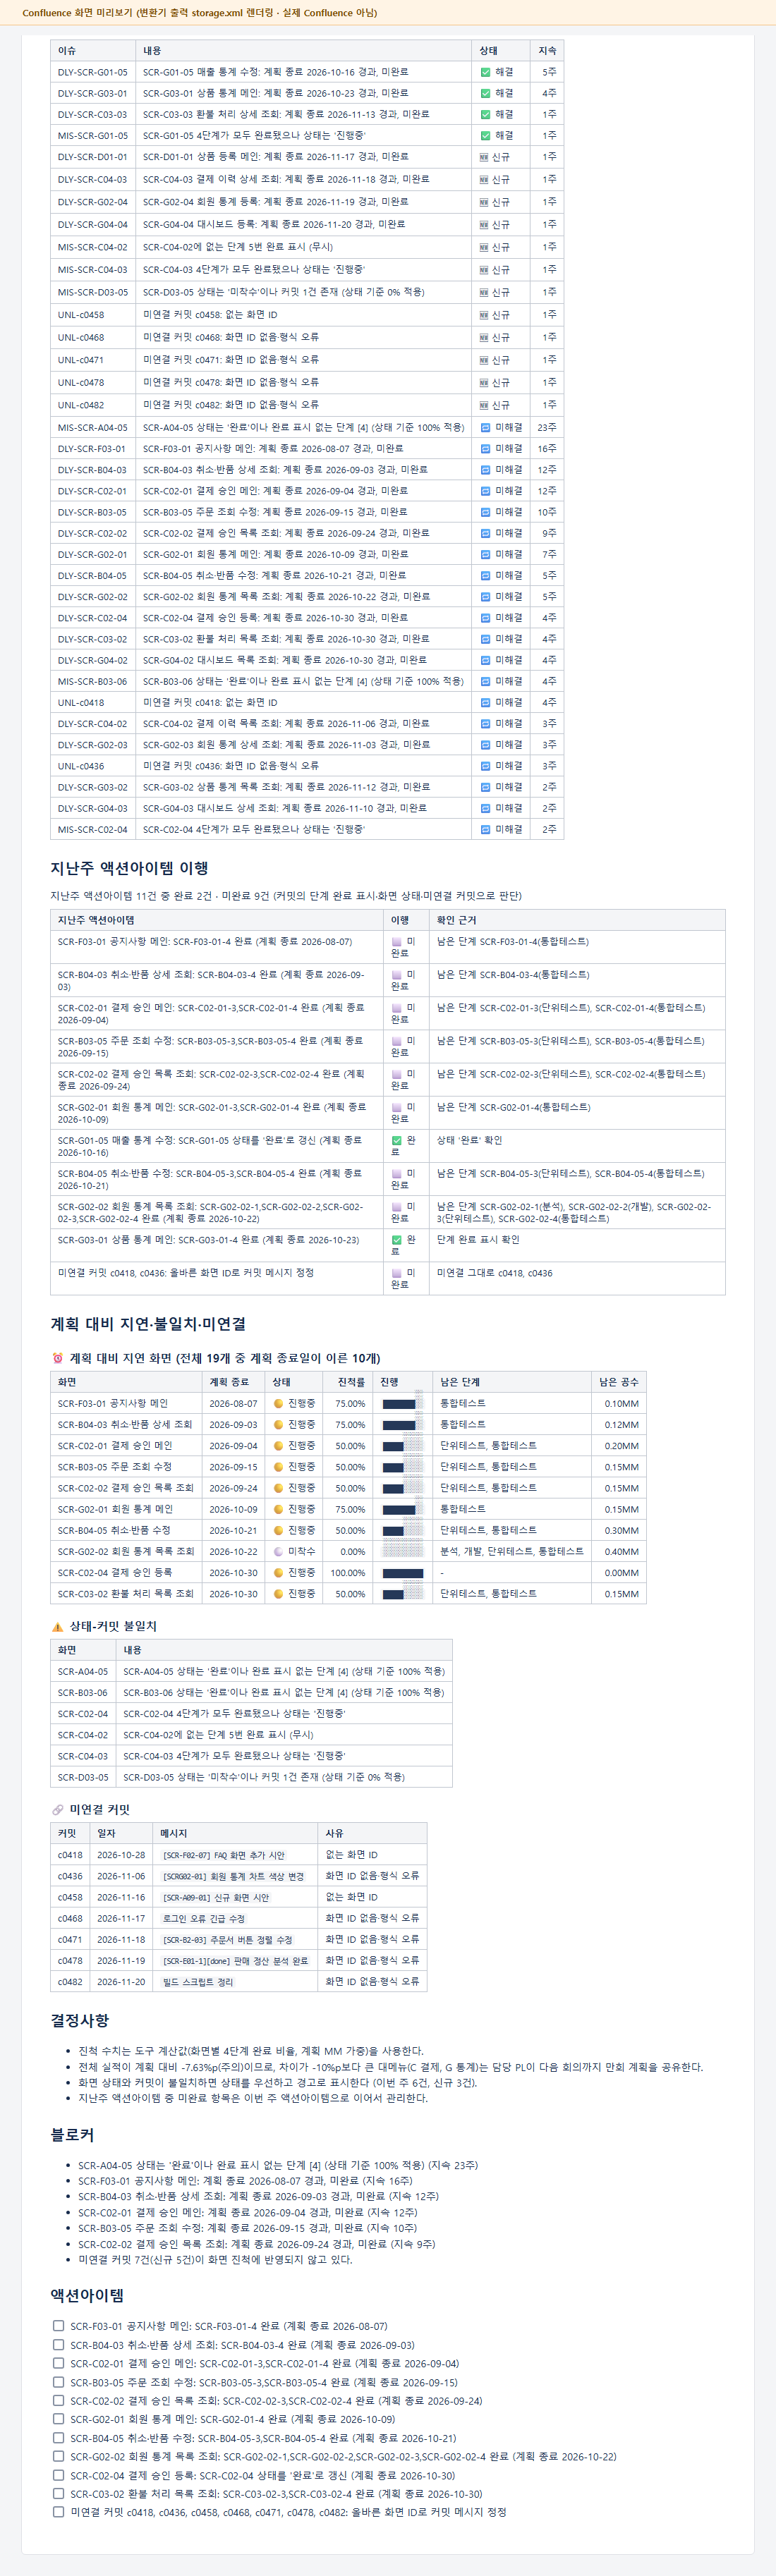 Confluence 화면 미리보기 (변환기 출력 storage.xml 렌더링 · 실제 Confluence 아님)
이슈 내용 상태 지속
DLY-SCR-G01-05 SCR-G01-05 매출 통계 수정: 계획 종료 2026-10-16 경과, 미완료 ✅ 해결 5주
DLY-SCR-G03-01 SCR-G03-01 상품 통계 메인: 계획 종료 2026-10-23 경과, 미완료 ✅ 해결 4주
DLY-SCR-C03-03 SCR-C03-03 환불 처리 상세 조회: 계획 종료 2026-11-13 경과, 미완료 ✅ 해결 1주
MIS-SCR-G01-05 SCR-G01-05 4단계가 모두 완료됐으나 상태는 '진행중' ✅ 해결 1주
DLY-SCR-D01-01 SCR-D01-01 상품 등록 메인: 계획 종료 2026-11-17 경과, 미완료 🆕 신규 1주
DLY-SCR-C04-03 SCR-C04-03 결제 이력 상세 조회: 계획 종료 2026-11-18 경과, 미완료 🆕 신규 1주
DLY-SCR-G02-04 SCR-G02-04 회원 통계 등록: 계획 종료 2026-11-19 경과, 미완료 🆕 신규 1주
DLY-SCR-G04-04 SCR-G04-04 대시보드 등록: 계획 종료 2026-11-20 경과, 미완료 🆕 신규 1주
MIS-SCR-C04-02 SCR-C04-02에 없는 단계 5번 완료 표시 (무시) 🆕 신규 1주
MIS-SCR-C04-03 SCR-C04-03 4단계가 모두 완료됐으나 상태는 '진행중' 🆕 신규 1주
MIS-SCR-D03-05 SCR-D03-05 상태는 '미착수'이나 커밋 1건 존재 (상태 기준 0% 적용) 🆕 신규 1주
UNL-c0458 미연결 커밋 c0458: 없는 화면 ID 🆕 신규 1주
UNL-c0468 미연결 커밋 c0468: 화면 ID 없음·형식 오류 🆕 신규 1주
UNL-c0471 미연결 커밋 c0471: 화면 ID 없음·형식 오류 🆕 신규 1주
UNL-c0478 미연결 커밋 c0478: 화면 ID 없음·형식 오류 🆕 신규 1주
UNL-c0482 미연결 커밋 c0482: 화면 ID 없음·형식 오류 🆕 신규 1주
MIS-SCR-A04-05 SCR-A04-05 상태는 '완료'이나 완료 표시 없는 단계 [4] (상태 기준 100% 적용) 🔁 미해결 23주
DLY-SCR-F03-01 SCR-F03-01 공지사항 메인: 계획 종료 2026-08-07 경과, 미완료 🔁 미해결 16주
DLY-SCR-B04-03 SCR-B04-03 취소·반품 상세 조회: 계획 종료 2026-09-03 경과, 미완료 🔁 미해결 12주
DLY-SCR-C02-01 SCR-C02-01 결제 승인 메인: 계획 종료 2026-09-04 경과, 미완료 🔁 미해결 12주
DLY-SCR-B03-05 SCR-B03-05 주문 조회 수정: 계획 종료 2026-09-15 경과, 미완료 🔁 미해결 10주
DLY-SCR-C02-02 SCR-C02-02 결제 승인 목록 조회: 계획 종료 2026-09-24 경과, 미완료 🔁 미해결 9주
DLY-SCR-G02-01 SCR-G02-01 회원 통계 메인: 계획 종료 2026-10-09 경과, 미완료 🔁 미해결 7주
DLY-SCR-B04-05 SCR-B04-05 취소·반품 수정: 계획 종료 2026-10-21 경과, 미완료 🔁 미해결 5주
DLY-SCR-G02-02 SCR-G02-02 회원 통계 목록 조회: 계획 종료 2026-10-22 경과, 미완료 🔁 미해결 5주
DLY-SCR-C02-04 SCR-C02-04 결제 승인 등록: 계획 종료 2026-10-30 경과, 미완료 🔁 미해결 4주
DLY-SCR-C03-02 SCR-C03-02 환불 처리 목록 조회: 계획 종료 2026-10-30 경과, 미완료 🔁 미해결 4주
DLY-SCR-G04-02 SCR-G04-02 대시보드 목록 조회: 계획 종료 2026-10-30 경과, 미완료 🔁 미해결 4주
MIS-SCR-B03-06 SCR-B03-06 상태는 '완료'이나 완료 표시 없는 단계 [4] (상태 기준 100% 적용) 🔁 미해결 4주
UNL-c0418 미연결 커밋 c0418: 없는 화면 ID 🔁 미해결 4주
DLY-SCR-C04-02 SCR-C04-02 결제 이력 목록 조회: 계획 종료 2026-11-06 경과, 미완료 🔁 미해결 3주
DLY-SCR-G02-03 SCR-G02-03 회원 통계 상세 조회: 계획 종료 2026-11-03 경과, 미완료 🔁 미해결 3주
UNL-c0436 미연결 커밋 c0436: 화면 ID 없음·형식 오류 🔁 미해결 3주
DLY-SCR-G03-02 SCR-G03-02 상품 통계 목록 조회: 계획 종료 2026-11-12 경과, 미완료 🔁 미해결 2주
DLY-SCR-G04-03 SCR-G04-03 대시보드 상세 조회: 계획 종료 2026-11-10 경과, 미완료 🔁 미해결 2주
MIS-SCR-C02-04 SCR-C02-04 4단계가 모두 완료됐으나 상태는 '진행중' 🔁 미해결 2주
지난주 액션아이템 이행
지난주 액션아이템 11건 중 완료 2건 · 미완료 9건 (커밋의 단계 완료 표시·화면 상태·미연결 커밋으로 판단)
지난주 액션아이템 이행 확인 근거
SCR-F03-01 공지사항 메인: SCR-F03-01-4 완료 (계획 종료 2026-08-07) 미완료 남은 단계 SCR-F03-01-4(통합테스트)
SCR-B04-03 취소·반품 상세 조회: SCR-B04-03-4 완료 (계획 종료 2026-09-03) 미완료 남은 단계 SCR-B04-03-4(통합테스트)
SCR-C02-01 결제 승인 메인: SCR-C02-01-3,SCR-C02-01-4 완료 (계획 종료 2026-09-04) 미완료 남은 단계 SCR-C02-01-3(단위테스트), SCR-C02-01-4(통합테스트)
SCR-B03-05 주문 조회 수정: SCR-B03-05-3,SCR-B03-05-4 완료 (계획 종료 2026-09-15) 미완료 남은 단계 SCR-B03-05-3(단위테스트), SCR-B03-05-4(통합테스트)
SCR-C02-02 결제 승인 목록 조회: SCR-C02-02-3,SCR-C02-02-4 완료 (계획 종료 2026-09-24) 미완료 남은 단계 SCR-C02-02-3(단위테스트), SCR-C02-02-4(통합테스트)
SCR-G02-01 회원 통계 메인: SCR-G02-01-3,SCR-G02-01-4 완료 (계획 종료 2026-10-09) 미완료 남은 단계 SCR-G02-01-4(통합테스트)
SCR-G01-05 매출 통계 수정: SCR-G01-05 상태를 '완료'로 갱신 (계획 종료 2026-10-16) ✅ 완료 상태 '완료' 확인
SCR-B04-05 취소·반품 수정: SCR-B04-05-3,SCR-B04-05-4 완료 (계획 종료 2026-10-21) 미완료 남은 단계 SCR-B04-05-3(단위테스트), SCR-B04-05-4(통합테스트)
SCR-G02-02 회원 통계 목록 조회: SCR-G02-02-1,SCR-G02-02-2,SCR-G02-02-3,SCR-G02-02-4 완료 (계획 종료 2026-10-22) 미완료 남은 단계 SCR-G02-02-1(분석), SCR-G02-02-2(개발), SCR-G02-02-3(단위테스트), SCR-G02-02-4(통합테스트)
SCR-G03-01 상품 통계 메인: SCR-G03-01-4 완료 (계획 종료 2026-10-23) ✅ 완료 단계 완료 표시 확인
미연결 커밋 c0418, c0436: 올바른 화면 ID로 커밋 메시지 정정 미완료 미연결 그대로 c0418, c0436
계획 대비 지연·불일치·미연결
⏰ 계획 대비 지연 화면 (전체 19개 중 계획 종료일이 이른 10개)
화면 계획 종료 상태 진척률 진행 남은 단계 남은 공수
SCR-F03-01 공지사항 메인 2026-08-07 진행중 75.00% 통합테스트 0.10MM
SCR-B04-03 취소·반품 상세 조회 2026-09-03 진행중 75.00% 통합테스트 0.12MM
SCR-C02-01 결제 승인 메인 2026-09-04 진행중 50.00% 단위테스트, 통합테스트 0.20MM
SCR-B03-05 주문 조회 수정 2026-09-15 진행중 50.00% 단위테스트, 통합테스트 0.15MM
SCR-C02-02 결제 승인 목록 조회 2026-09-24 진행중 50.00% 단위테스트, 통합테스트 0.15MM
SCR-G02-01 회원 통계 메인 2026-10-09 진행중 75.00% 통합테스트 0.15MM
SCR-B04-05 취소·반품 수정 2026-10-21 진행중 50.00% 단위테스트, 통합테스트 0.30MM
SCR-G02-02 회원 통계 목록 조회 2026-10-22 미착수 0.00% 분석, 개발, 단위테스트, 통합테스트 0.40MM
SCR-C02-04 결제 승인 등록 2026-10-30 진행중 100.00% - 0.00MM
SCR-C03-02 환불 처리 목록 조회 2026-10-30 진행중 50.00% 단위테스트, 통합테스트 0.15MM
⚠️ 상태-커밋 불일치
화면 내용
SCR-A04-05 SCR-A04-05 상태는 '완료'이나 완료 표시 없는 단계 [4] (상태 기준 100% 적용)
SCR-B03-06 SCR-B03-06 상태는 '완료'이나 완료 표시 없는 단계 [4] (상태 기준 100% 적용)
SCR-C02-04 SCR-C02-04 4단계가 모두 완료됐으나 상태는 '진행중'
SCR-C04-02 SCR-C04-02에 없는 단계 5번 완료 표시 (무시)
SCR-C04-03 SCR-C04-03 4단계가 모두 완료됐으나 상태는 '진행중'
SCR-D03-05 SCR-D03-05 상태는 '미착수'이나 커밋 1건 존재 (상태 기준 0% 적용)
🔗 미연결 커밋
커밋 일자 메시지 사유
c0418 2026-10-28 [SCR-F02-07] FAQ 화면 추가 시안 없는 화면 ID
c0436 2026-11-06 [SCRG02-01] 회원 통계 차트 색상 변경 화면 ID 없음·형식 오류
c0458 2026-11-16 [SCR-A09-01] 신규 화면 시안 없는 화면 ID
c0468 2026-11-17 로그인 오류 긴급 수정 화면 ID 없음·형식 오류
c0471 2026-11-18 [SCR-B2-03] 주문서 버튼 정렬 수정 화면 ID 없음·형식 오류
c0478 2026-11-19 [SCR-E01-1][done] 판매 정산 분석 완료 화면 ID 없음·형식 오류
c0482 2026-11-20 빌드 스크립트 정리 화면 ID 없음·형식 오류
결정사항
• 진척 수치는 도구 계산값(화면별 4단계 완료 비율, 계획 MM 가중)을 사용한다.
• 전체 실적이 계획 대비 -7.63%p(주의)이므로, 차이가 -10%p보다 큰 대메뉴(C 결제, G 통계)는 담당 PL이 다음 회의까지 만회 계획을 공유한다.
• 화면 상태와 커밋이 불일치하면 상태를 우선하고 경고로 표시한다 (이번 주 6건, 신규 3건).
• 지난주 액션아이템 중 미완료 항목은 이번 주 액션아이템으로 이어서 관리한다.
블로커
• SCR-A04-05 상태는 '완료'이나 완료 표시 없는 단계 [4] (상태 기준 100% 적용) (지속 23주)
• SCR-F03-01 공지사항 메인: 계획 종료 2026-08-07 경과, 미완료 (지속 16주)
• SCR-B04-03 취소·반품 상세 조회: 계획 종료 2026-09-03 경과, 미완료 (지속 12주)
• SCR-C02-01 결제 승인 메인: 계획 종료 2026-09-04 경과, 미완료 (지속 12주)
• SCR-B03-05 주문 조회 수정: 계획 종료 2026-09-15 경과, 미완료 (지속 10주)
• SCR-C02-02 결제 승인 목록 조회: 계획 종료 2026-09-24 경과, 미완료 (지속 9주)
• 미연결 커밋 7건(신규 5건)이 화면 진척에 반영되지 않고 있다.
액션아이템
SCR-F03-01 공지사항 메인: SCR-F03-01-4 완료 (계획 종료 2026-08-07)
SCR-B04-03 취소·반품 상세 조회: SCR-B04-03-4 완료 (계획 종료 2026-09-03)
SCR-C02-01 결제 승인 메인: SCR-C02-01-3,SCR-C02-01-4 완료 (계획 종료 2026-09-04)
SCR-B03-05 주문 조회 수정: SCR-B03-05-3,SCR-B03-05-4 완료 (계획 종료 2026-09-15)
SCR-C02-02 결제 승인 목록 조회: SCR-C02-02-3,SCR-C02-02-4 완료 (계획 종료 2026-09-24)
SCR-G02-01 회원 통계 메인: SCR-G02-01-4 완료 (계획 종료 2026-10-09)
SCR-B04-05 취소·반품 수정: SCR-B04-05-3,SCR-B04-05-4 완료 (계획 종료 2026-10-21)
SCR-G02-02 회원 통계 목록 조회: SCR-G02-02-1,SCR-G02-02-2,SCR-G02-02-3,SCR-G02-02-4 완료 (계획 종료 2026-10-22)
SCR-C02-04 결제 승인 등록: SCR-C02-04 상태를 '완료'로 갱신 (계획 종료 2026-10-30)
SCR-C03-02 환불 처리 목록 조회: SCR-C03-02-3,SCR-C03-02-4 완료 (계획 종료 2026-10-30)
미연결 커밋 c0418, c0436, c0458, c0468, c0471, c0478, c0482: 올바른 화면 ID로 커밋 메시지 정정